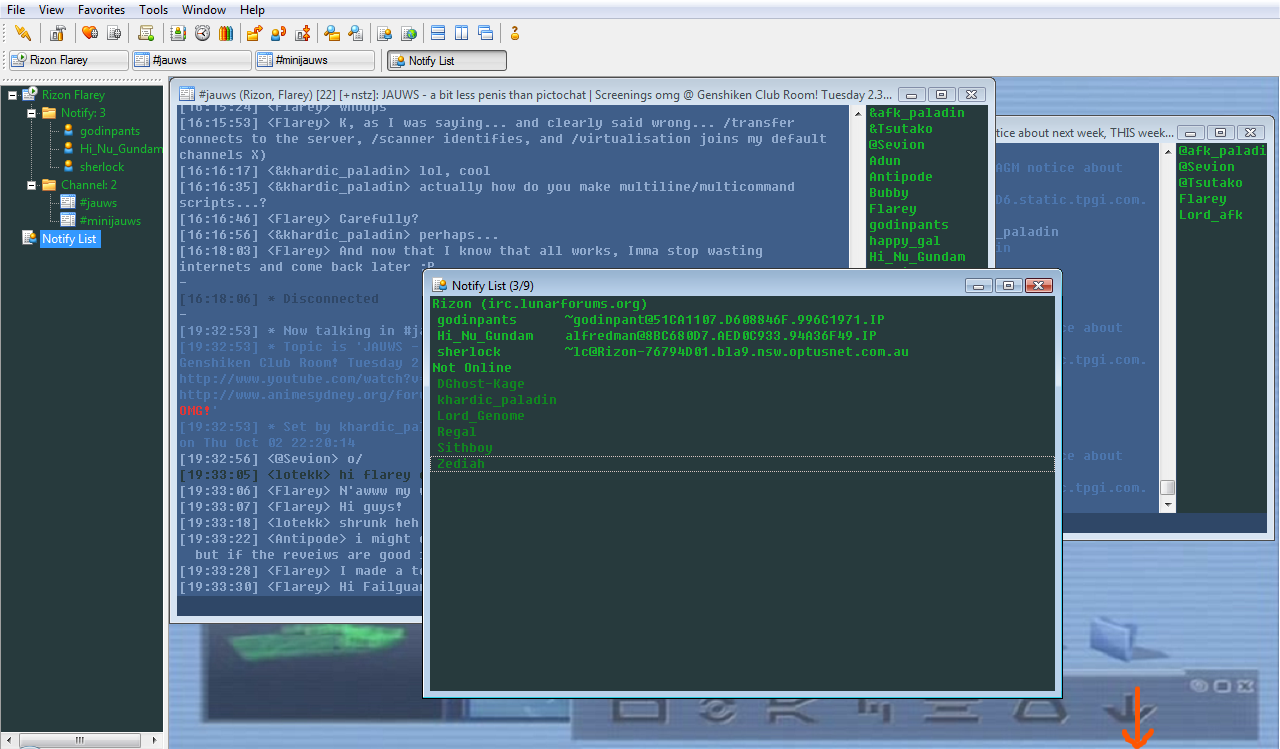 File View Favorites Tools Window Help
Rizon Flarey #jauws #minijauws Notify List
Rizon Flarey
Notify: 3
godinpants
Hi_Nu_Gundam
sherlock
Channel: 2
#jauws
#minijauws
Notify List
#jauws (Rizon, Flarey) [22] [+nstz]: JAUWS - a bit less penis than pictochat | Screenings omg @ Genshiken Club Room! Tuesday 2.3...
[16:15:24] <Flarey> whoops
[16:15:53] <Flarey> K, as I was saying... and clearly said wrong... /transfer
connects to the server, /scanner identifies, and /virtualisation joins my default
channels X)
[16:16:17] <&khardic_paladin> lol, cool
[16:16:35] <&khardic_paladin> actually how do you make multiline/multicommand
scripts...?
[16:16:46] <Flarey> Carefully?
[16:16:56] <&khardic_paladin> perhaps...
[16:18:03] <Flarey> And now that I know that all works, Imma stop wasting
internets and come back later :P
-
[16:18:06] * Disconnected
-
[19:32:53] * Now talking in #ja
[19:32:53] * Topic is 'JAUWS -
Genshiken Club Room! Tuesday 2
http://www.youtube.com/watch?v
http://www.animesydney.org/for
OMG!'
[19:32:53] * Set by khardic_pa
on Thu Oct 02 22:20:14
[19:32:56] <@Sevion> o/
[19:33:05] <lotekk> hi flarey
[19:33:06] <Flarey> N'awww my
[19:33:07] <Flarey> Hi guys!
[19:33:18] <lotekk> shrunk heh
[19:33:22] <Antipode> i might
but if the reveiws are good
[19:33:28] <Flarey> I made a t
[19:33:30] <Flarey> Hi Failgua
&afk_paladin
&Tsutako
@Sevion
Adun
Antipode
Bubby
Flarey
godinpants
happy_gal
Hi_Nu_Gundam
tice about next week, THIS week...
AGM notice about
D6.static.tpgi.com.
_paladin
in
ce about
.tpgi.com.
ce about
.tpgi.com.
@afk_paladi
@Sevion
@Tsutako
Flarey
Lord_afk
Notify List (3/9)
Rizon (irc.lunarforums.org)
godinpants ~godinpant@51CA1107.D608846F.996C1971.IP
Hi_Nu_Gundam alfredman@8BC680D7.AED0C933.94A36F49.IP
sherlock ~lc@Rizon-76794D01.bla9.nsw.optusnet.com.au
Not Online
DGhost-Kage
khardic_paladin
Lord_Genome
Regal
Sithboy
Zediah